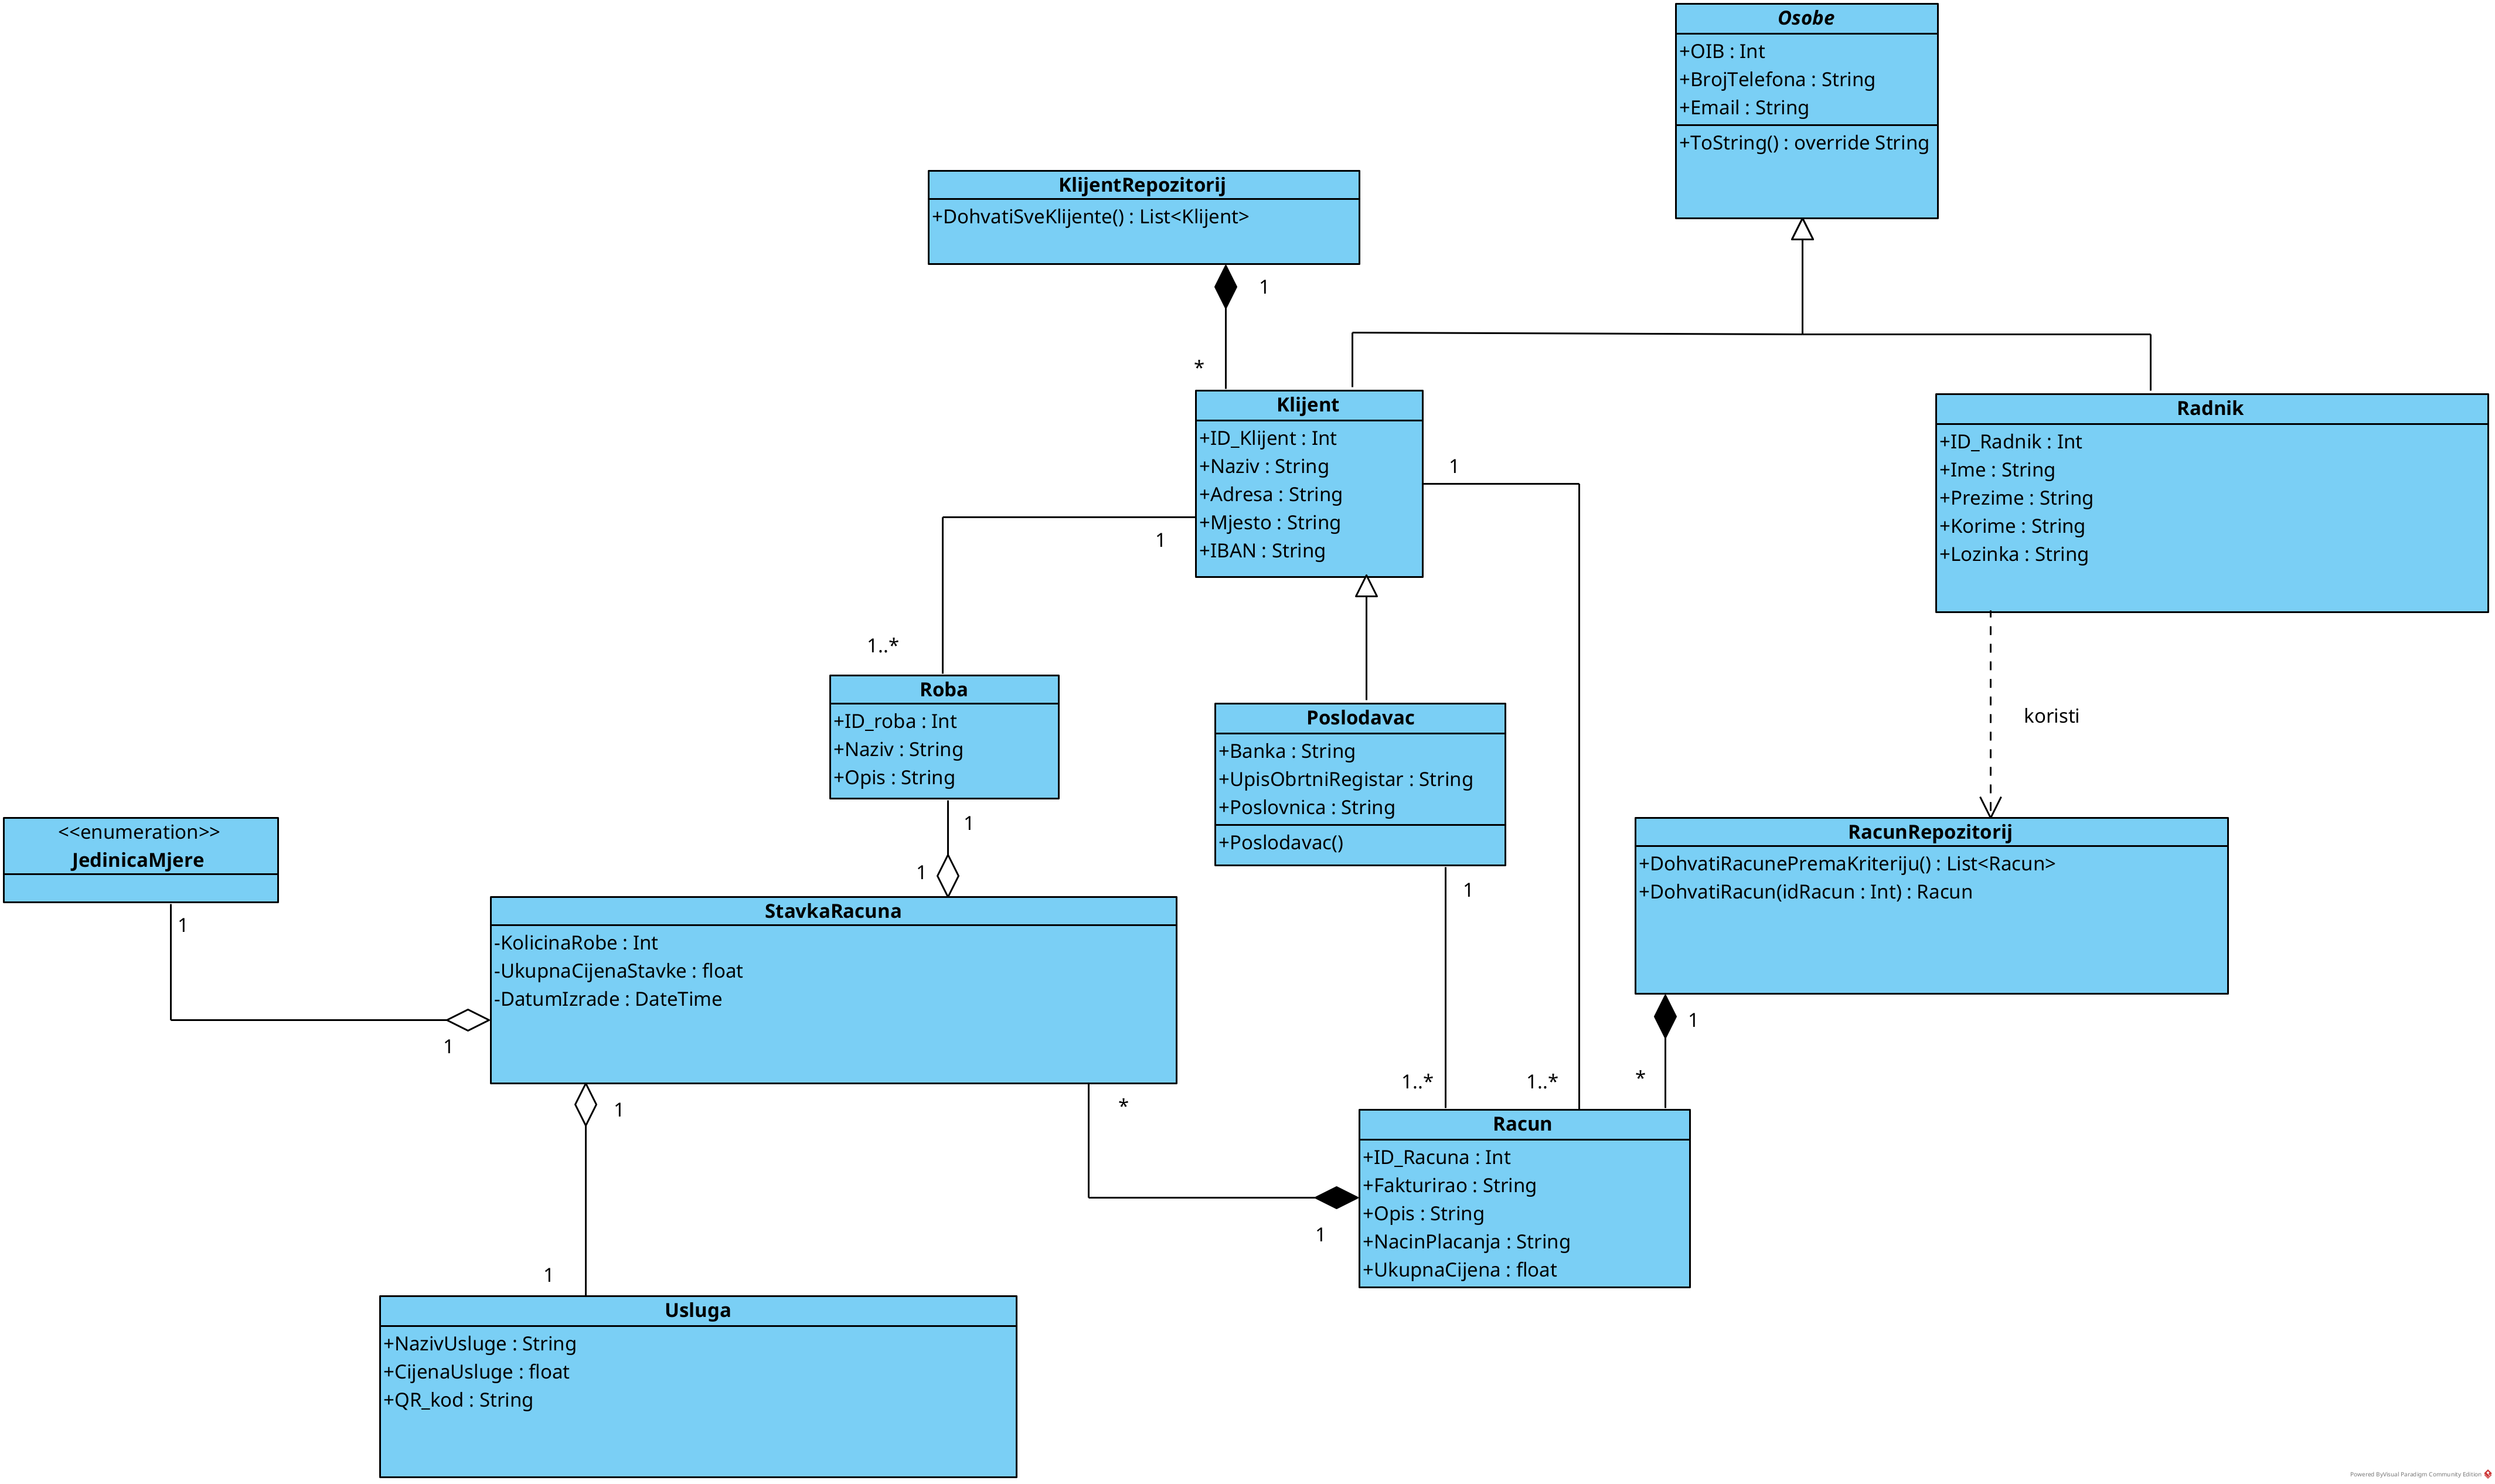 Osobe
+OIB : Int
+BrojTelefona : String
+Email : String
+ToString() : override String
KlijentRepozitorij
+DohvatiSveKlijente() : List<Klijent>
1
*
Klijent
+ID_Klijent : Int
+Naziv : String
+Adresa : String
+Mjesto : String
+IBAN : String
1
1
Radnik
+ID_Radnik : Int
+Ime : String
+Prezime : String
+Korime : String
+Lozinka : String
1..*
Roba
+ID_roba : Int
+Naziv : String
+Opis : String
1
1
Poslodavac
+Banka : String
+UpisObrtniRegistar : String
+Poslovnica : String
+Poslodavac()
1
koristi
RacunRepozitorij
+DohvatiRacunePremaKriteriju() : List<Racun>
+DohvatiRacun(idRacun : Int) : Racun
1
*
<<enumeration>>
JedinicaMjere
1
1
StavkaRacuna
-KolicinaRobe : Int
-UkupnaCijenaStavke : float
-DatumIzrade : DateTime
1
*
1..*
1..*
Racun
+ID_Racuna : Int
+Fakturirao : String
+Opis : String
+NacinPlacanja : String
+UkupnaCijena : float
1
1
Usluga
+NazivUsluge : String
+CijenaUsluge : float
+QR_kod : String
Powered ByVisual Paradigm Community Edition